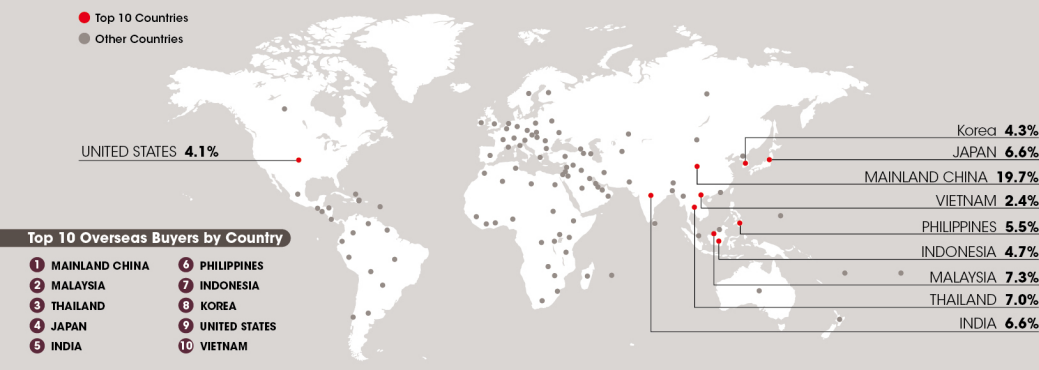 Top 10 Countries
Other Countries
UNITED STATES 4.1%
Korea 4.3%
JAPAN 6.6%
MAINLAND CHINA 19.7%
VIETNAM 2.4%
PHILIPPINES 5.5%
INDONESIA 4.7%
MALAYSIA 7.3%
THAILAND 7.0%
INDIA 6.6%
Top 10 Overseas Buyers by Country
1 MAINLAND CHINA
2 MALAYSIA
3 THAILAND
4 JAPAN
5 INDIA
6 PHILIPPINES
7 INDONESIA
8 KOREA
9 UNITED STATES
10 VIETNAM